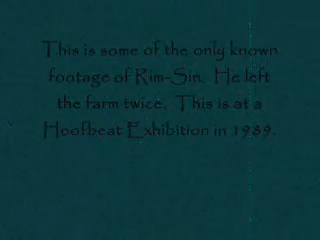 This is some of the only known
footage of Rim-Sin. He left
the farm twice. This is at a
Hoofbeat Exhibition in 1989.